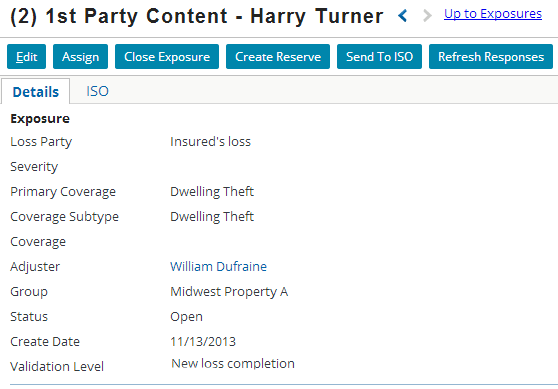 (2) 1st Party Content - Harry Turner < > Up to Exposures
Edit Assign Close Exposure Create Reserve Send To ISO Refresh Responses
Details ISO
Exposure
Loss Party Insured's loss
Severity
Primary Coverage Dwelling Theft
Coverage Subtype Dwelling Theft
Coverage
Adjuster William Dufraine
Group Midwest Property A
Status Open
Create Date 11/13/2013
Validation Level New loss completion